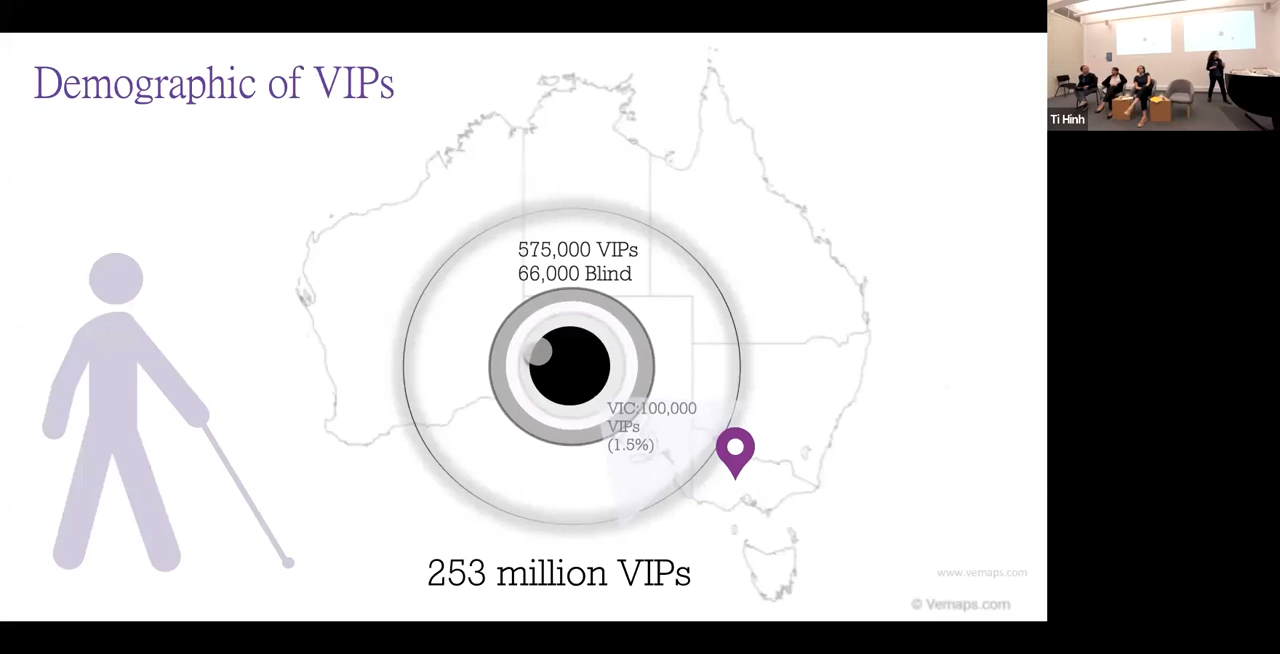 Demographic of VIPs
Ti Hinh
575,000 VIPs
66,000 Blind
VIC:100,000
VIPs
(1.5%)
253 million VIPs
www.vemaps.com
© Vemaps.com